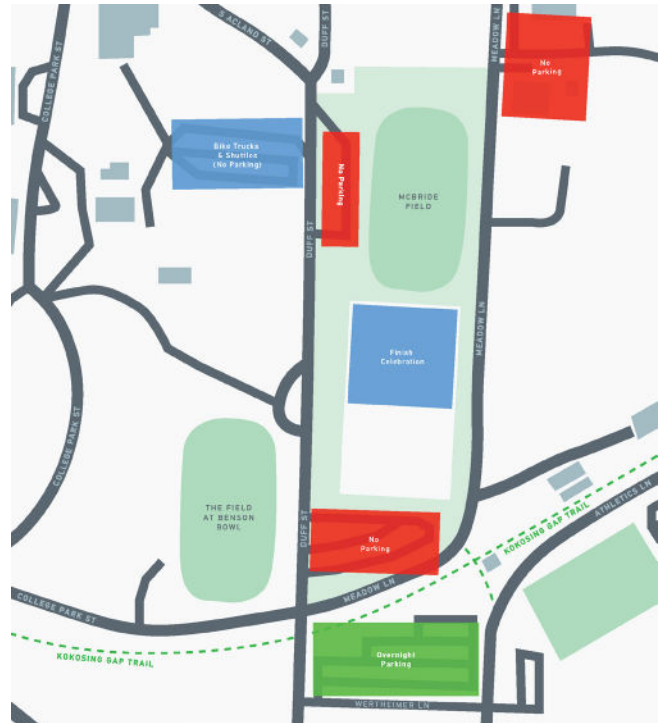 S ACLAND ST
DUFF ST
MEADOW LN
No
Parking
COLLEGE PARK ST
Bike Trucks
& Shuttles
(No Parking)
No Parking
MCBRIDE
FIELD
DUFF ST
MEADOW LN
Finish
Celebration
COLLEGE PARK ST
THE FIELD
AT BENSON
BOWL
DUFF ST
No
Parking
KOKOSING GAP TRAIL
ATHLETICS LN
MEADOW LN
COLLEGE PARK ST
KOKOSING GAP TRAIL
Overnight
Parking
WERTHEIMER LN